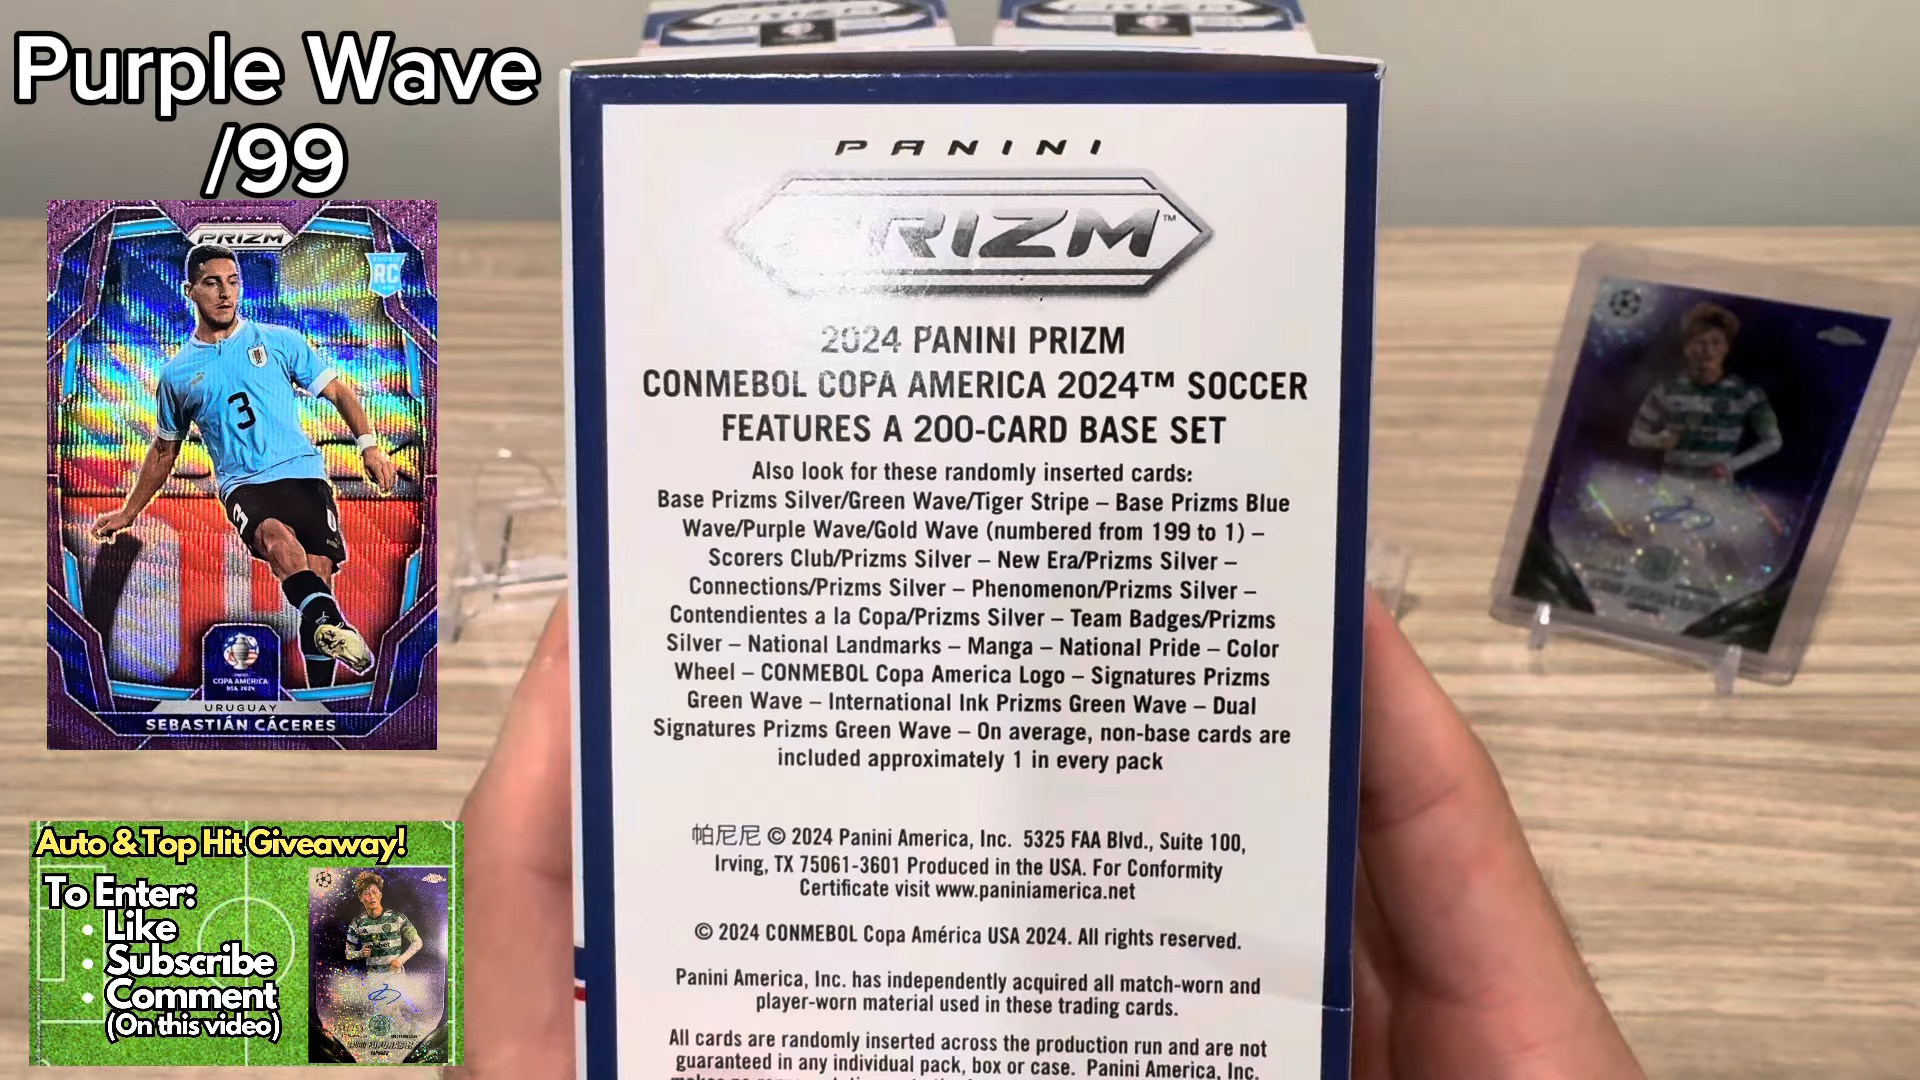 Purple Wave
/99
PANINI
PRIZM
ROOKIE
RC
3
3
COPA AMERICA
USA 2024
URUGUAY
SEBASTIÁN CÁCERES
Auto & Top Hit Giveaway!
To Enter:
• Like
• Subscribe
• Comment
(On this video)
PRIZM
PRIZM
PANINI
PRIZM™
2024 PANINI PRIZM
CONMEBOL COPA AMERICA 2024™ SOCCER
FEATURES A 200-CARD BASE SET
Also look for these randomly inserted cards:
Base Prizms Silver/Green Wave/Tiger Stripe – Base Prizms Blue
Wave/Purple Wave/Gold Wave (numbered from 199 to 1) –
Scorers Club/Prizms Silver – New Era/Prizms Silver –
Connections/Prizms Silver – Phenomenon/Prizms Silver –
Contendientes a la Copa/Prizms Silver – Team Badges/Prizms
Silver – National Landmarks – Manga – National Pride – Color
Wheel – CONMEBOL Copa America Logo – Signatures Prizms
Green Wave – International Ink Prizms Green Wave – Dual
Signatures Prizms Green Wave – On average, non-base cards are
included approximately 1 in every pack
帕尼尼 © 2024 Panini America, Inc. 5325 FAA Blvd., Suite 100,
Irving, TX 75061-3601 Produced in the USA. For Conformity
Certificate visit www.paniniamerica.net
© 2024 CONMEBOL Copa América USA 2024. All rights reserved.
Panini America, Inc. has independently acquired all match-worn and
player-worn material used in these trading cards.
All cards are randomly inserted across the production run and are not
guaranteed in any individual pack, box or case. Panini America, Inc.